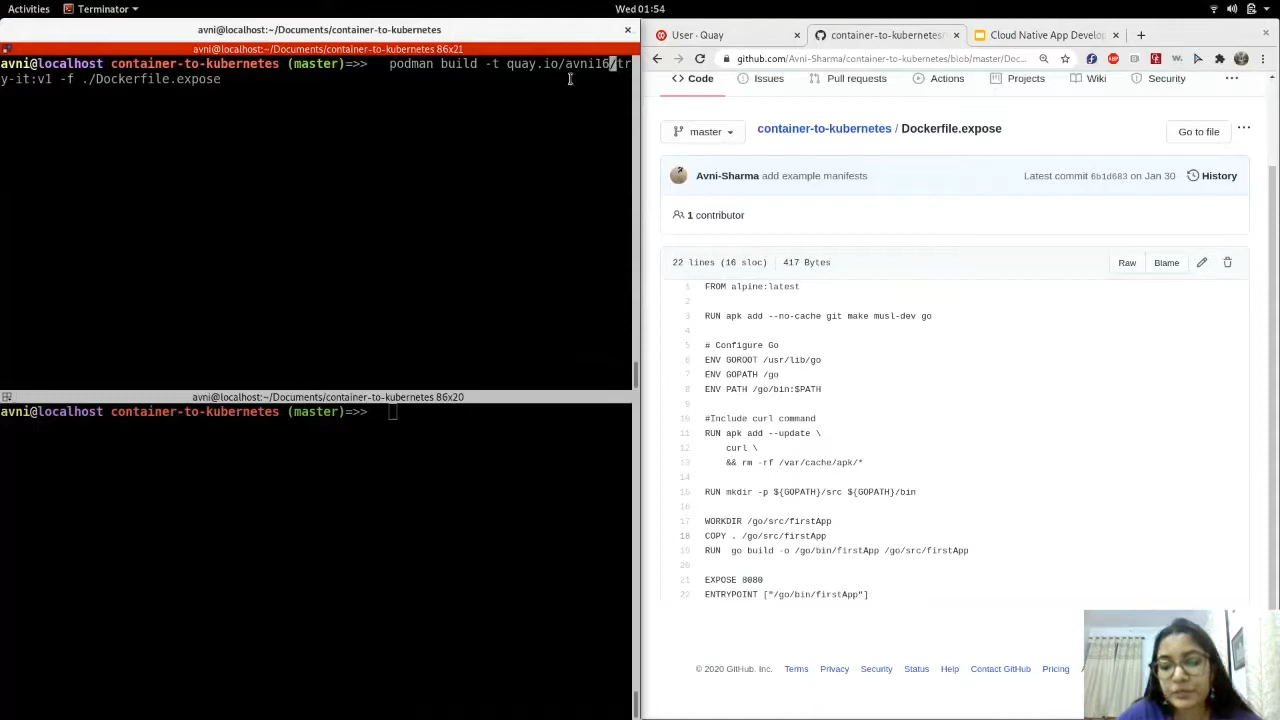 Activities
Terminator
Wed 01:54
avni@localhost:~/Documents/container-to-kubernetes
avni@localhost:~/Documents/container-to-kubernetes 86x21
avni@localhost container-to-kubernetes (master)=>> podman build -t quay.io/avni16/tr
y-it:v1 -f ./Dockerfile.expose
avni@localhost:~/Documents/container-to-kubernetes 86x20
avni@localhost container-to-kubernetes (master)=>>
User · Quay
container-to-kubernetes/
Cloud Native App Develo
github.com/Avni-Sharma/container-to-kubernetes/blob/master/Doc...
Code
Pull requests
Actions
Projects
Wiki
Security
master
container-to-kubernetes / Dockerfile.expose
Go to file
Avni-Sharma add example manifests
Latest commit 6b1d683 on Jan 30
History
1 contributor
22 lines (16 sloc) 417 Bytes
Raw
Blame
1 FROM alpine:latest
2
3 RUN apk add --no-cache git make musl-dev go
4
5 # Configure Go
6 ENV GOROOT /usr/lib/go
7 ENV GOPATH /go
8 ENV PATH /go/bin:$PATH
9
10 #Include curl command
11 RUN apk add --update \
12 curl \
13 && rm -rf /var/cache/apk/*
14
15 RUN mkdir -p ${GOPATH}/src ${GOPATH}/bin
16
17 WORKDIR /go/src/firstApp
18 COPY . /go/src/firstApp
19 RUN go build -o /go/bin/firstApp /go/src/firstApp
20
21 EXPOSE 8080
22 ENTRYPOINT ["/go/bin/firstApp"]
© 2020 GitHub, Inc.
Terms
Privacy
Security
Status
Help
Contact GitHub
Pricing